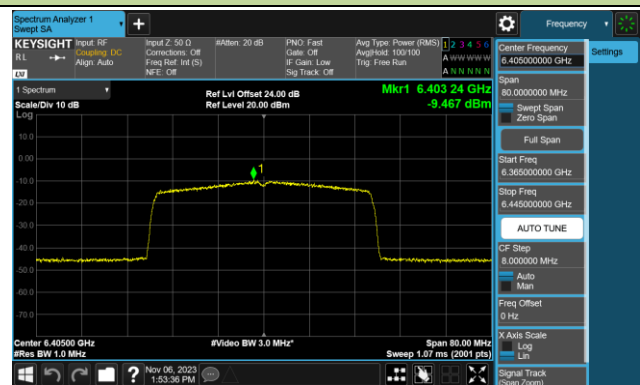 Spectrum Analyzer 1
Swept SA
Frequency
KEYSIGHT
RL
LXI
Input: RF
Coupling: DC
Align: Auto
Input Z: 50 Ω
Corrections: Off
Freq Ref: Int (S)
NFE: Off
#Atten: 20 dB
PNO: Fast
Gate: Off
IF Gain: Low
Sig Track: Off
Avg Type: Power (RMS)
Avg|Hold: 100/100
Trig: Free Run
1 2 3 4 5 6
A W W W W W
A N N N N N
1 Spectrum
Scale/Div 10 dB
Log
Ref Lvl Offset 24.00 dB
Ref Level 20.00 dBm
Mkr1 6.403 24 GHz
-9.467 dBm
10.0
0.00
-10.0
-20.0
-30.0
-40.0
-50.0
-60.0
-70.0
1
Center 6.40500 GHz
#Res BW 1.0 MHz
#Video BW 3.0 MHz*
Span 80.00 MHz
Sweep 1.07 ms (2001 pts)
Nov 06, 2023
1:53:36 PM
Center Frequency
6.405000000 GHz
Settings
Span
80.0000000 MHz
Swept Span
Zero Span
Full Span
Start Freq
6.365000000 GHz
Stop Freq
6.445000000 GHz
AUTO TUNE
CF Step
8.000000 MHz
Auto
Man
Freq Offset
0 Hz
X Axis Scale
Log
Lin
Signal Track
(Span Zoom)